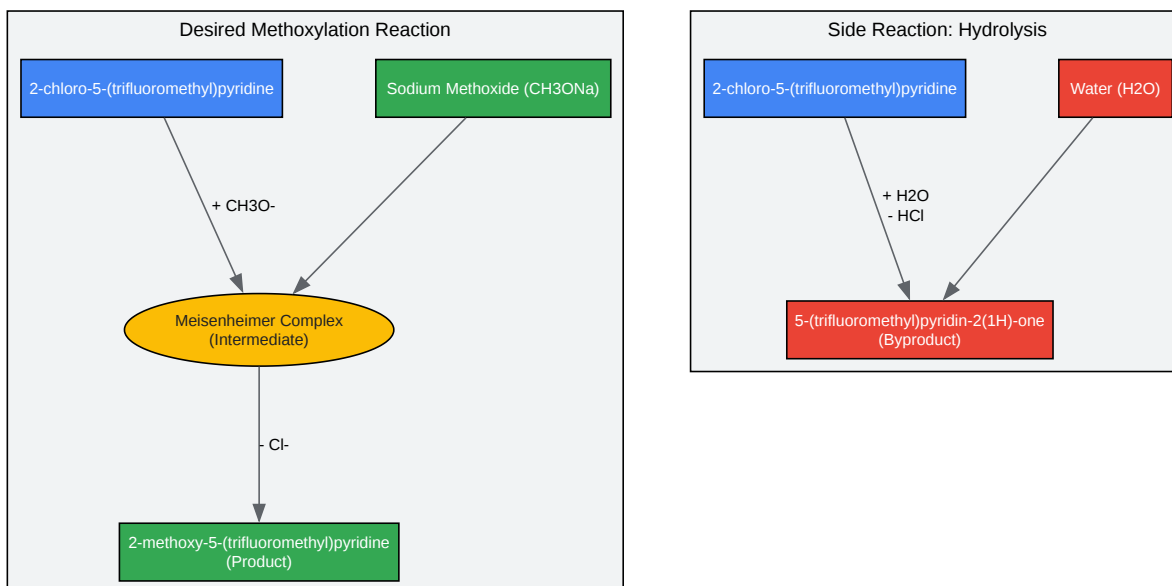 Desired Methoxylation Reaction
2-chloro-5-(trifluoromethyl)pyridine
Sodium Methoxide (CH3ONa)
+ CH3O-
Meisenheimer Complex
(Intermediate)
- Cl-
2-methoxy-5-(trifluoromethyl)pyridine
(Product)
Side Reaction: Hydrolysis
2-chloro-5-(trifluoromethyl)pyridine
Water (H2O)
+ H2O
- HCl
5-(trifluoromethyl)pyridin-2(1H)-one
(Byproduct)